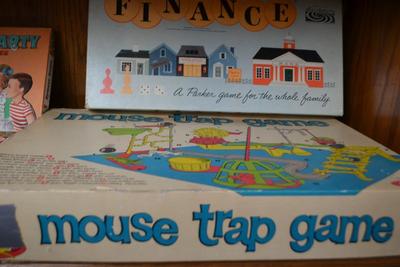 FINANCE
ARTY
A Parker game for the whole family
mouse trap game
mouse trap game